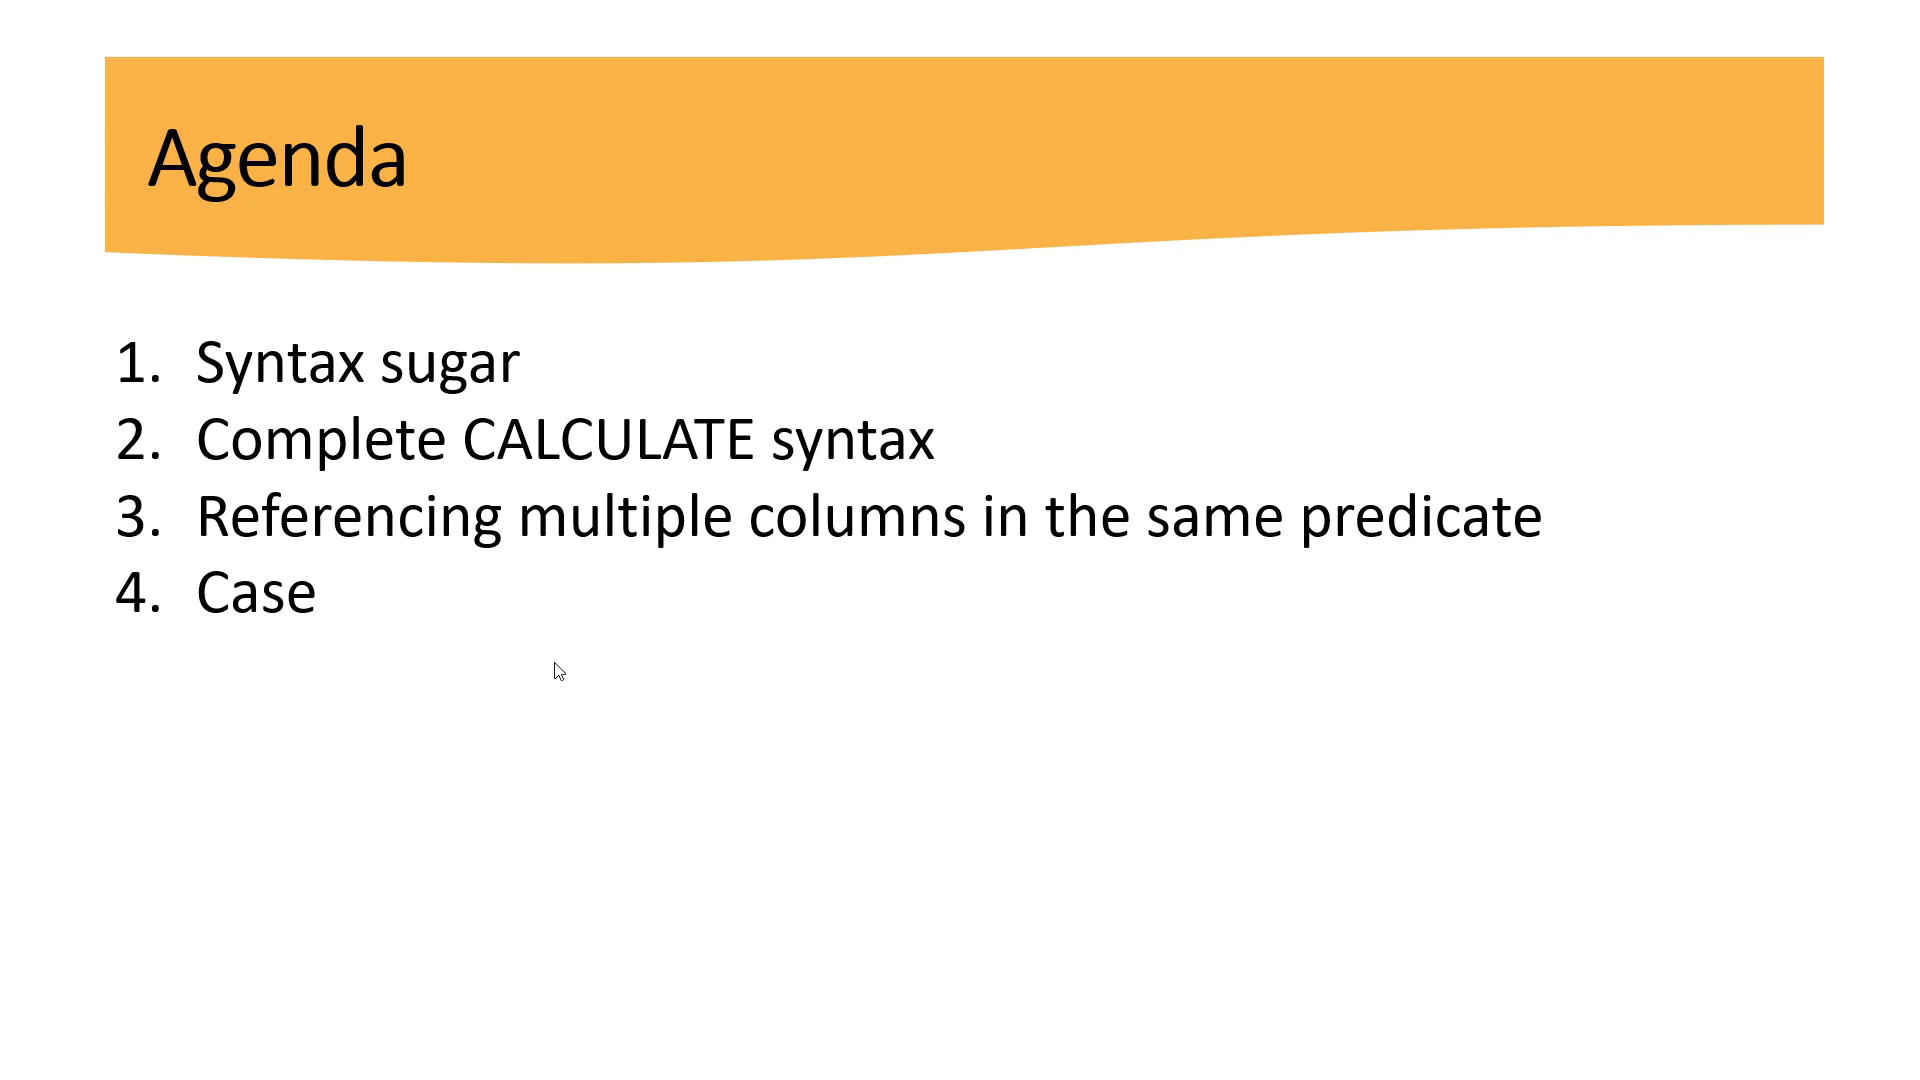 Agenda
1. Syntax sugar
2. Complete CALCULATE syntax
3. Referencing multiple columns in the same predicate
4. Case